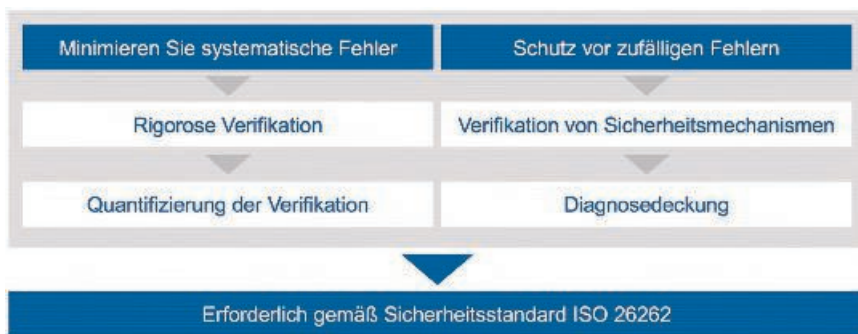 Minimieren Sie systematische Fehler
Schutz vor zufälligen Fehlern
Rigorose Verifikation
Verifikation von Sicherheitsmechanismen
Quantifizierung der Verifikation
Diagnosedeckung
Erforderlich gemäß Sicherheitsstandard ISO 26262